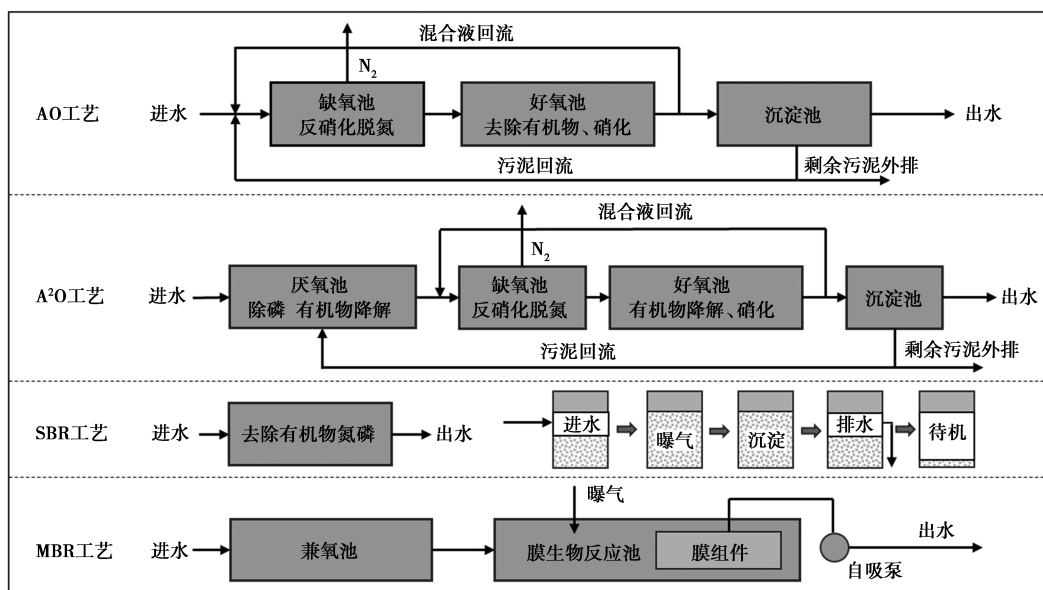 混合液回流
N₂
AO工艺
进水
缺氧池
反硝化脱氮
好氧池
去除有机物、硝化
沉淀池
出水
污泥回流
剩余污泥外排
混合液回流
N₂
A²O工艺
进水
厌氧池
除磷 有机物降解
缺氧池
反硝化脱氮
好氧池
有机物降解、硝化
沉淀池
出水
污泥回流
剩余污泥外排
SBR工艺
进水
去除有机物氮磷
出水
进水
曝气
沉淀
排水
待机
曝气
MBR工艺
进水
兼氧池
膜生物反应池
膜组件
出水
自吸泵